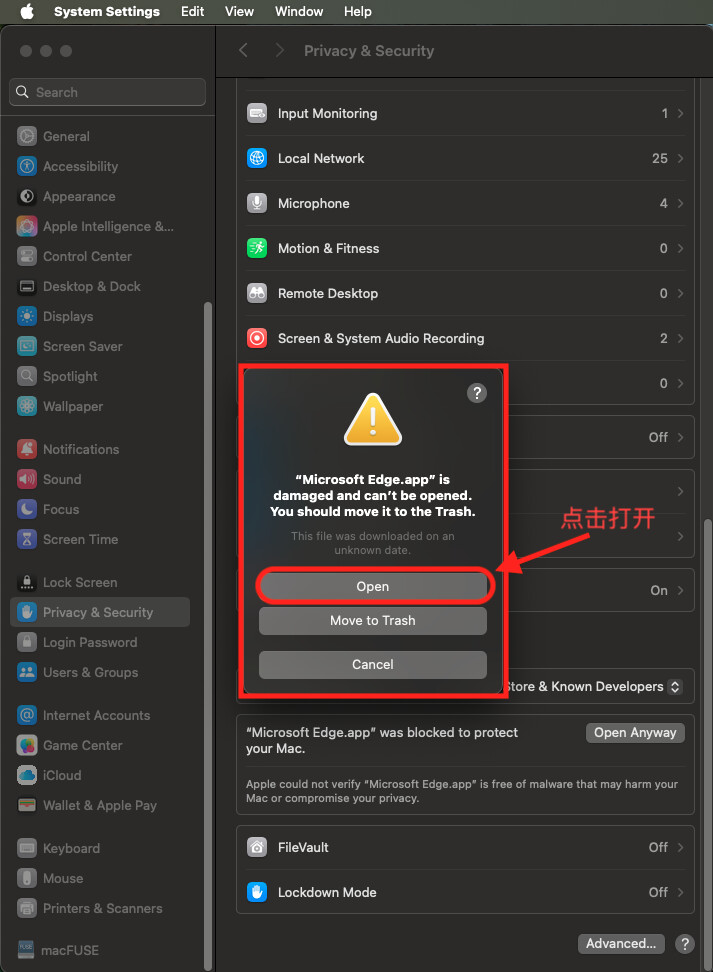 System Settings Edit View Window Help
Privacy & Security
Search
General
Accessibility
Appearance
Apple Intelligence &...
Control Center
Desktop & Dock
Displays
Screen Saver
Spotlight
Wallpaper
Notifications
Sound
Focus
Screen Time
Lock Screen
Privacy & Security
Login Password
Users & Groups
Internet Accounts
Game Center
iCloud
Wallet & Apple Pay
Keyboard
Mouse
Printers & Scanners
macFUSE
Input Monitoring 1
Local Network 25
Microphone 4
Motion & Fitness 0
Remote Desktop 0
Screen & System Audio Recording 2
0
Off
On
?
“Microsoft Edge.app” is
damaged and can’t be opened.
You should move it to the Trash.
This file was downloaded on an
unknown date.
Open
Move to Trash
Cancel
点击打开
Store & Known Developers
“Microsoft Edge.app” was blocked to protect
your Mac.
Open Anyway
Apple could not verify “Microsoft Edge.app” is free of malware that may harm your
Mac or compromise your privacy.
FileVault Off
Lockdown Mode Off
Advanced... ?